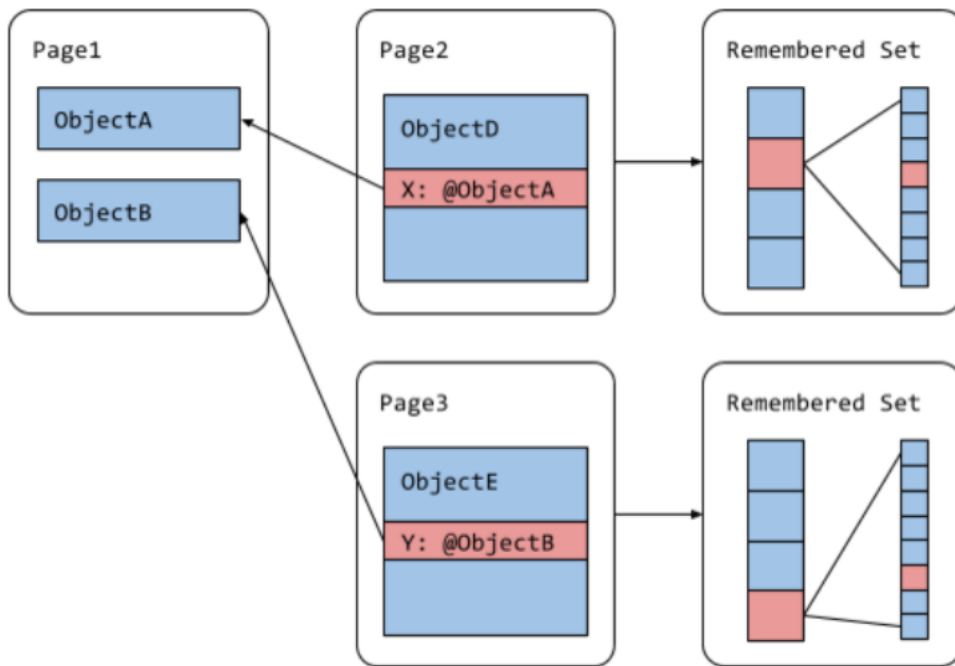 Page1
ObjectA
ObjectB
Page2
ObjectD
X: @ObjectA
Remembered Set
Page3
ObjectE
Y: @ObjectB
Remembered Set